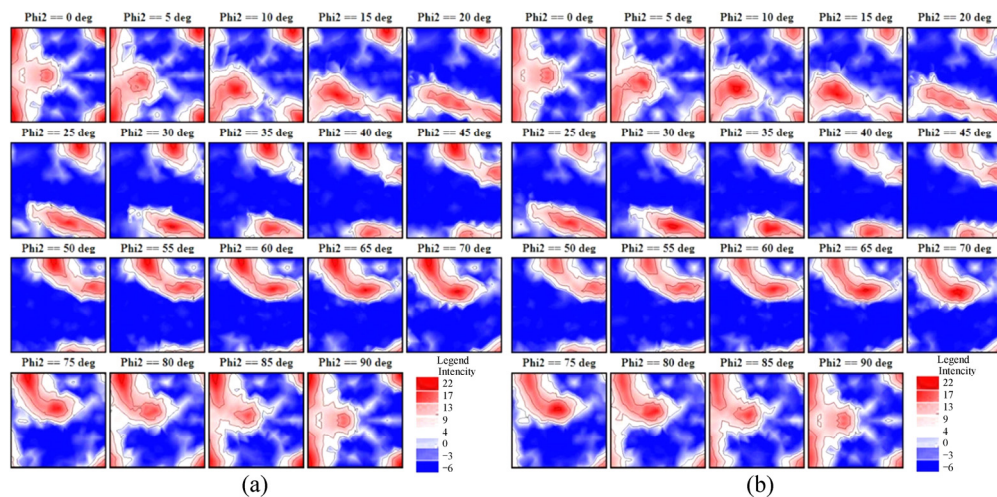 Phi2 == 0 deg Phi2 == 5 deg Phi2 == 10 deg Phi2 == 15 deg Phi2 == 20 deg
Phi2 == 25 deg Phi2 == 30 deg Phi2 == 35 deg Phi2 == 40 deg Phi2 == 45 deg
Phi2 == 50 deg Phi2 == 55 deg Phi2 == 60 deg Phi2 == 65 deg Phi2 == 70 deg
Phi2 == 75 deg Phi2 == 80 deg Phi2 == 85 deg Phi2 == 90 deg
Legend
Intencity
22
17
13
9
4
0
−3
−6
(a)
Phi2 == 0 deg Phi2 == 5 deg Phi2 == 10 deg Phi2 == 15 deg Phi2 == 20 deg
Phi2 == 25 deg Phi2 == 30 deg Phi2 == 35 deg Phi2 == 40 deg Phi2 == 45 deg
Phi2 == 50 deg Phi2 == 55 deg Phi2 == 60 deg Phi2 == 65 deg Phi2 == 70 deg
Phi2 == 75 deg Phi2 == 80 deg Phi2 == 85 deg Phi2 == 90 deg
Legend
Intencity
22
17
13
9
4
0
−3
−6
(b)